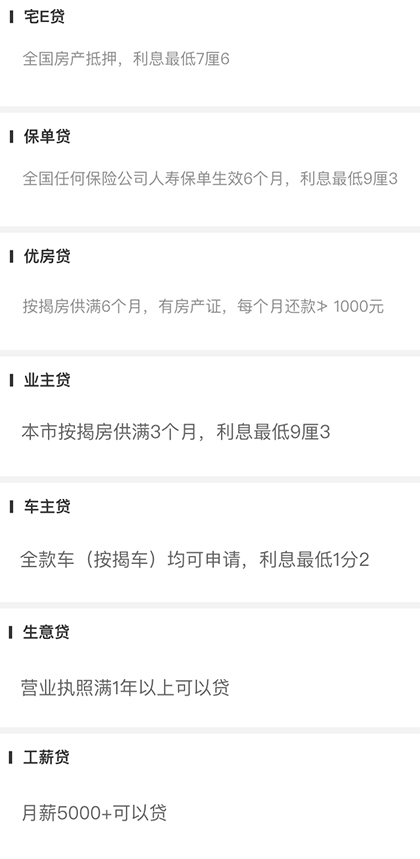 宅E贷
全国房产抵押，利息最低7厘6
保单贷
全国任何保险公司人寿保单生效6个月，利息最低9厘3
优房贷
按揭房供满6个月，有房产证，每个月还款≥ 1000元
业主贷
本市按揭房供满3个月，利息最低9厘3
车主贷
全款车（按揭车）均可申请，利息最低1分2
生意贷
营业执照满1年以上可以贷
工薪贷
月薪5000+可以贷